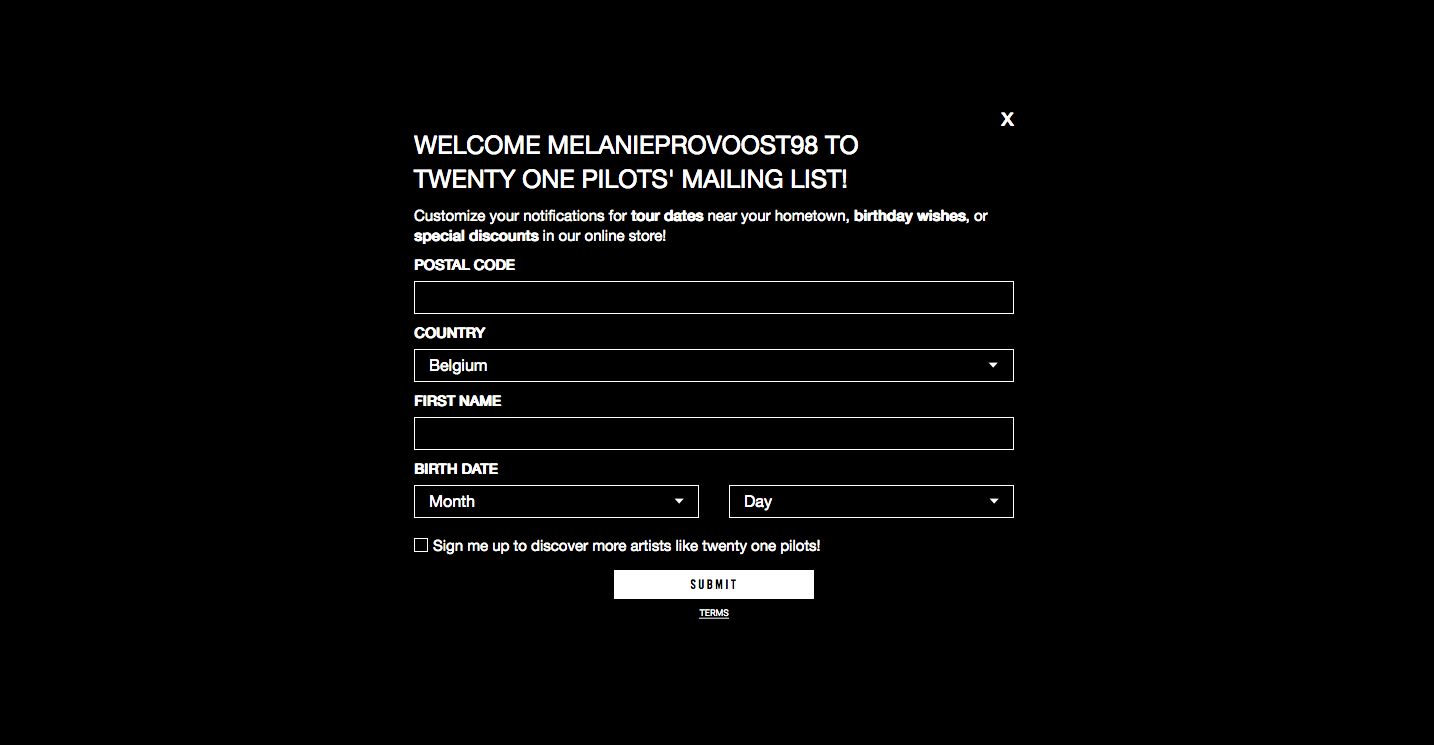 X
WELCOME MELANIEPROVOOST98 TO
TWENTY ONE PILOTS' MAILING LIST!
Customize your notifications for tour dates near your hometown, birthday wishes, or
special discounts in our online store!
POSTAL CODE
COUNTRY
Belgium
FIRST NAME
BIRTH DATE
Month Day
Sign me up to discover more artists like twenty one pilots!
SUBMIT
TERMS